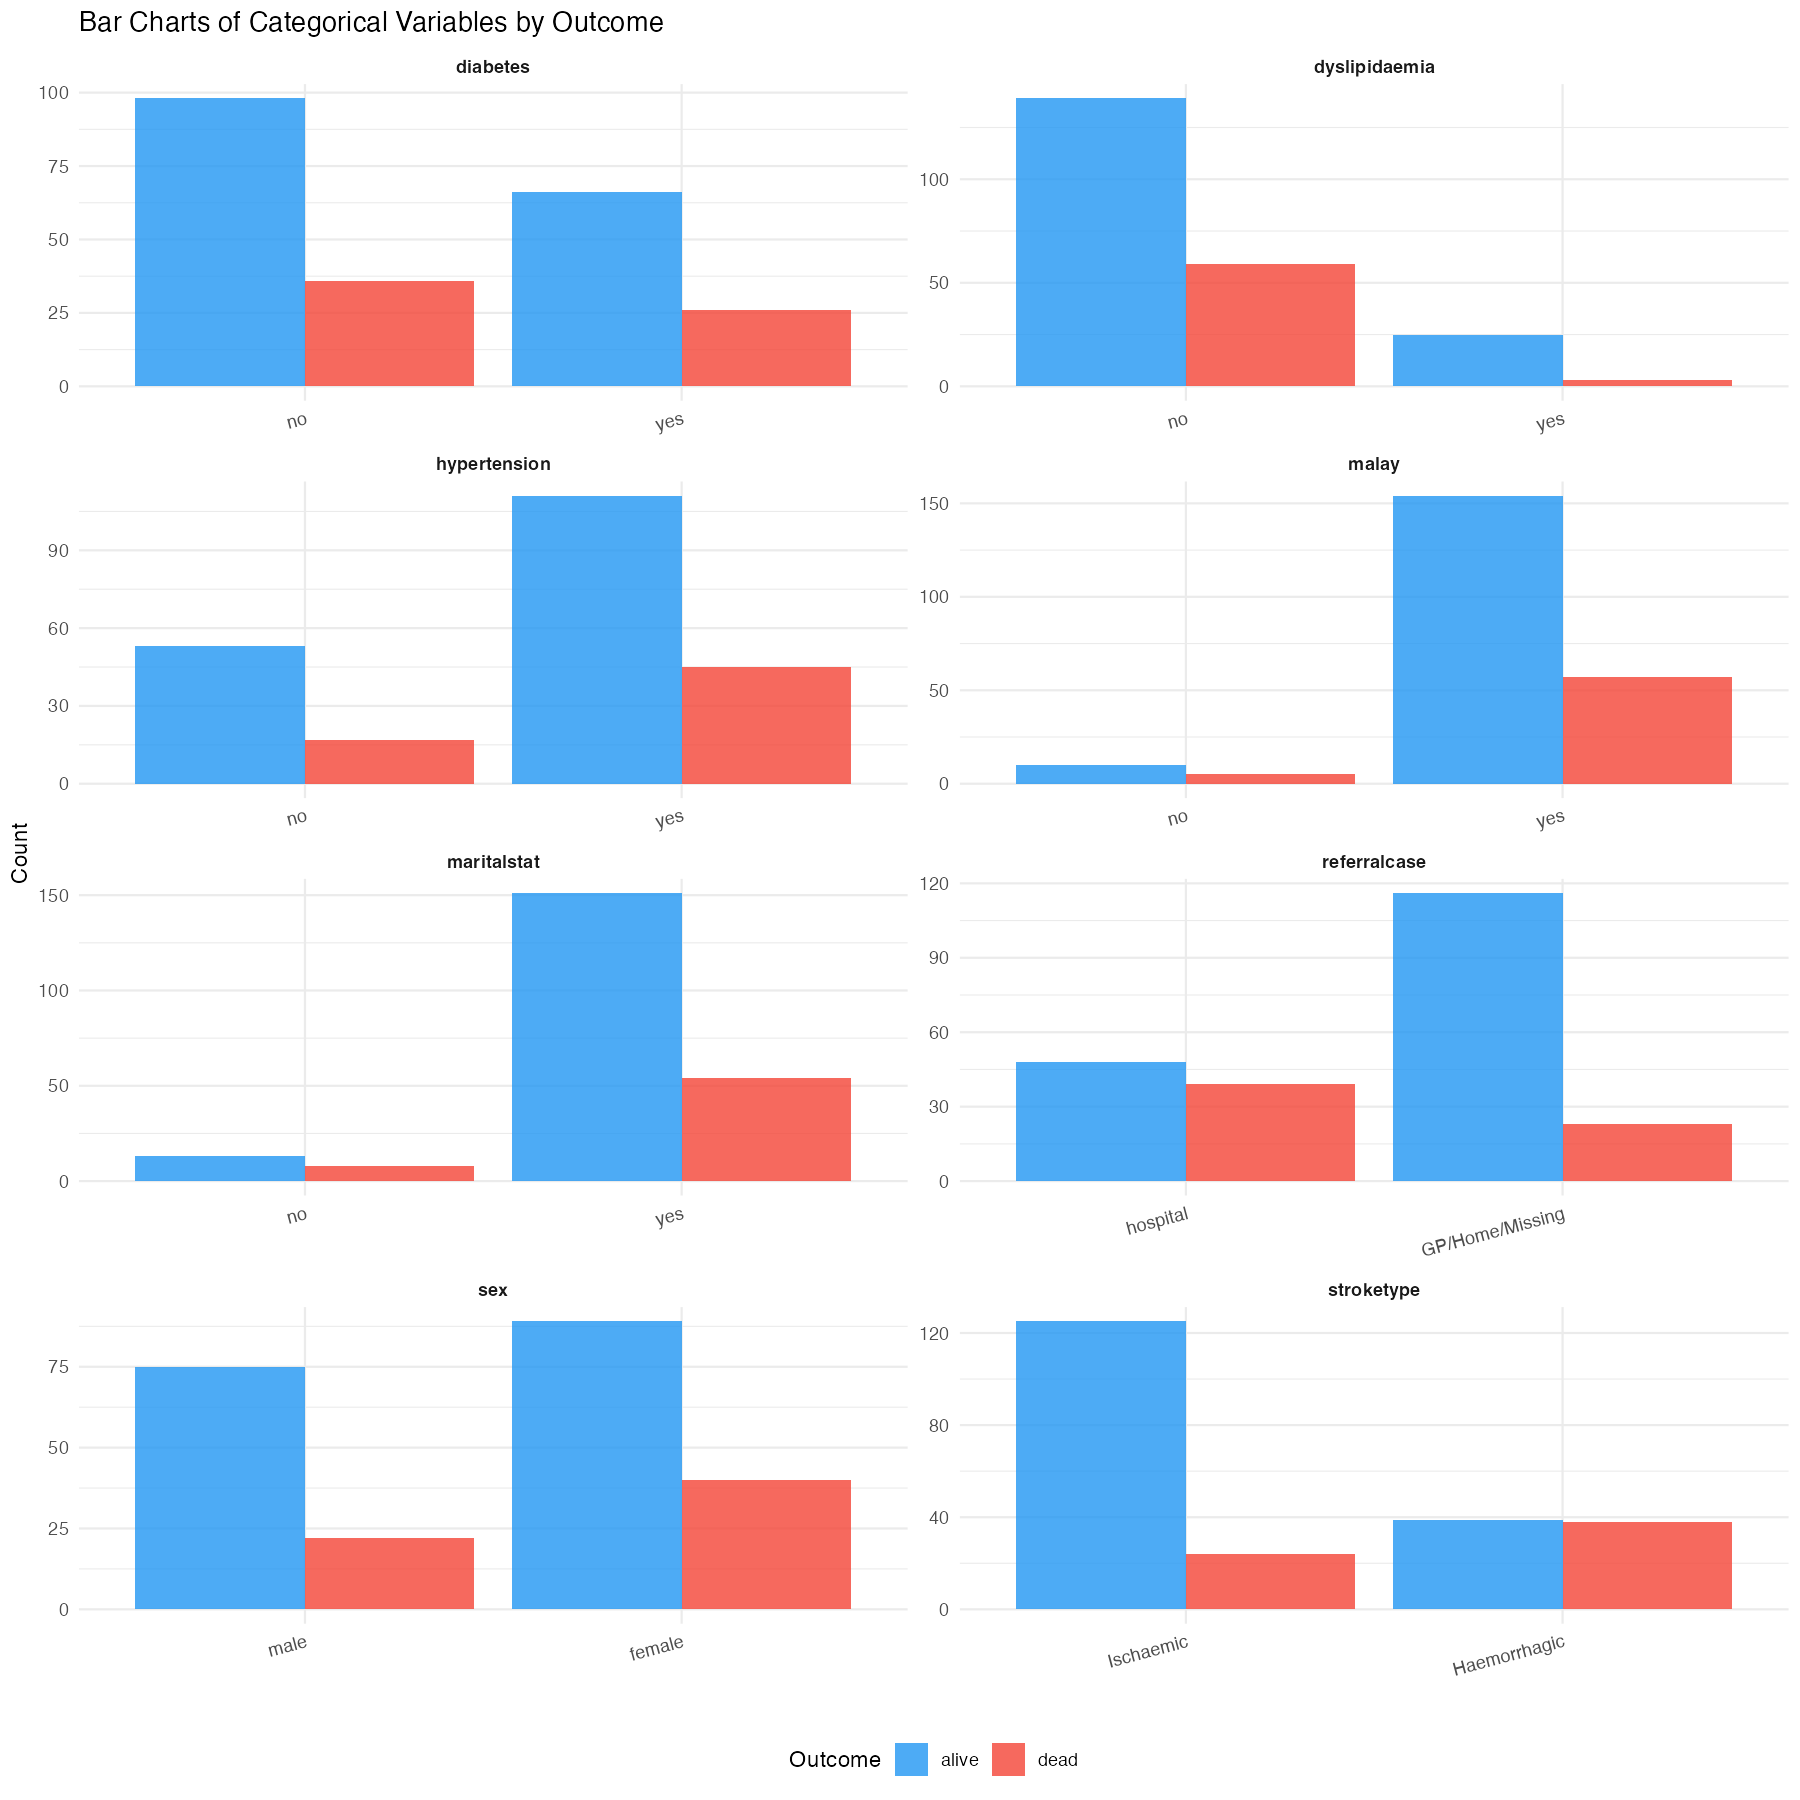 Bar Charts of Categorical Variables by Outcome
diabetes
100
75
50
25
0
no
yes
dyslipidaemia
100
50
0
no
yes
hypertension
90
60
30
0
no
yes
malay
150
100
50
0
no
yes
Count
maritalstat
150
100
50
0
no
yes
referralcase
120
90
60
30
0
hospital
GP/Home/Missing
sex
75
50
25
0
male
female
stroketype
120
80
40
0
Ischaemic
Haemorrhagic
Outcome alive dead